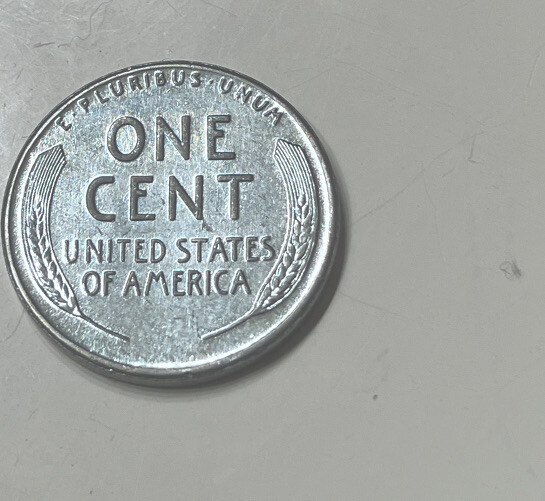 E·PLURIBUS·UNUM
ONE
CENT
UNITED STATES
OF AMERICA